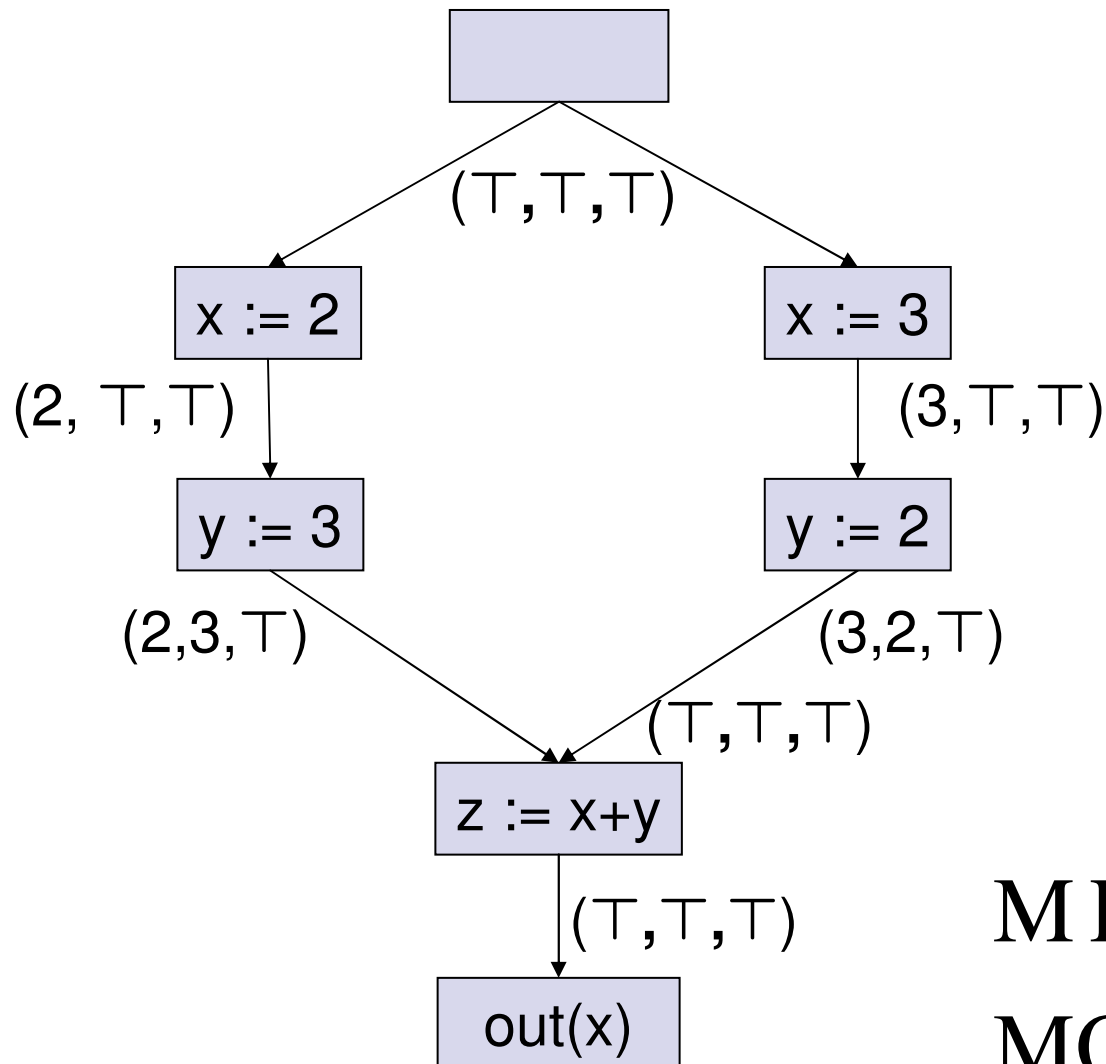 (⊤,⊤,⊤)
x := 2
x := 3
(2, ⊤,⊤)
(3,⊤,⊤)
y := 3
y := 2
(2,3,⊤)
(3,2,⊤)
(⊤,⊤,⊤)
z := x+y
(⊤,⊤,⊤)
out(x)